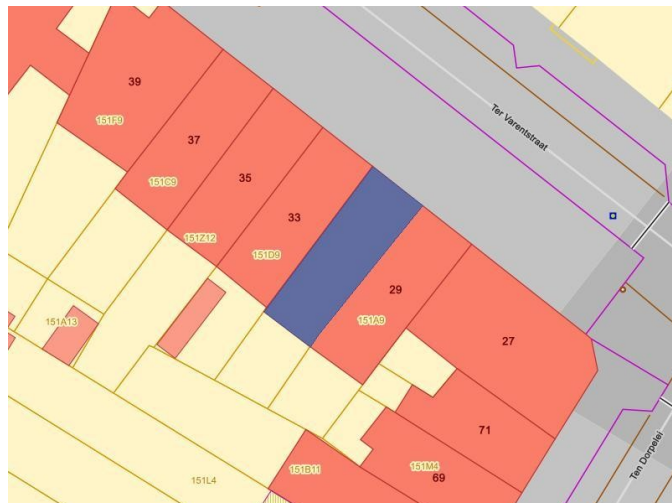 39
151F9
37
151C9
35
151Z12
33
151D9
29
151A9
27
71
69
151M4
151B11
151L4
151A13
Ter Varentstraat
Ten Dorpelei